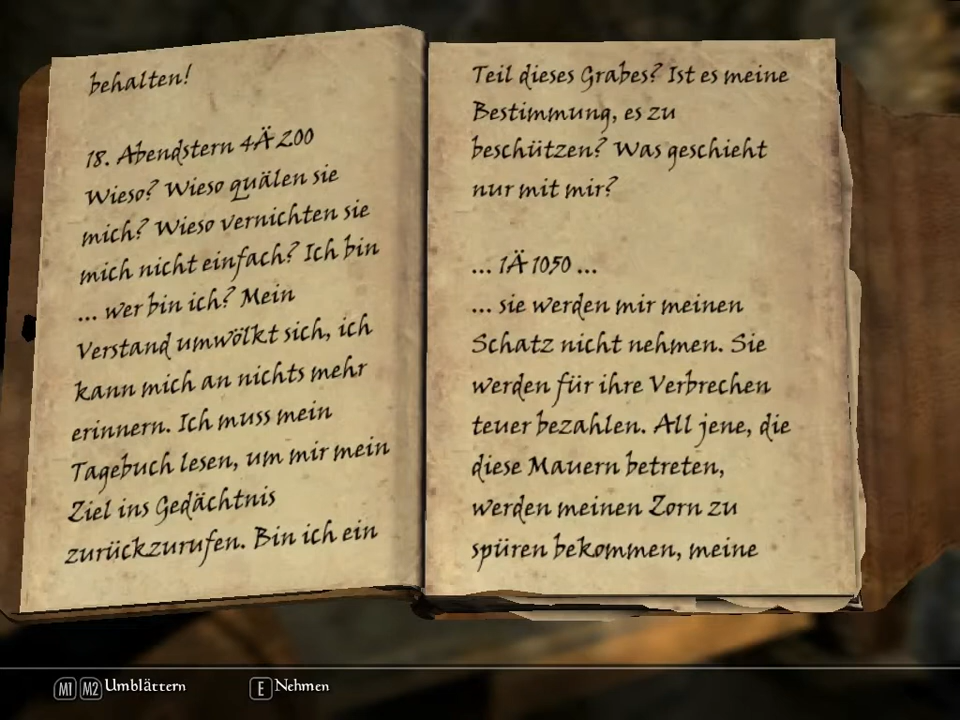 behalten!
18. Abendstern 4Ä 200
Wieso? Wieso quälen sie
mich? Wieso vernichten sie
mich nicht einfach? Ich bin
... wer bin ich? Mein
Verstand umwölkt sich, ich
kann mich an nichts mehr
erinnern. Ich muss mein
Tagebuch lesen, um mir mein
Ziel ins Gedächtnis
zurückzurufen. Bin ich ein
Teil dieses Grabes? Ist es meine
Bestimmung, es zu
beschützen? Was geschieht
nur mit mir?
... 1Ä 1050 ...
... sie werden mir meinen
Schatz nicht nehmen. Sie
werden für ihre Verbrechen
teuer bezahlen. All jene, die
diese Mauern betreten,
werden meinen Zorn zu
spüren bekommen, meine
M1 M2 Umblättern E Nehmen